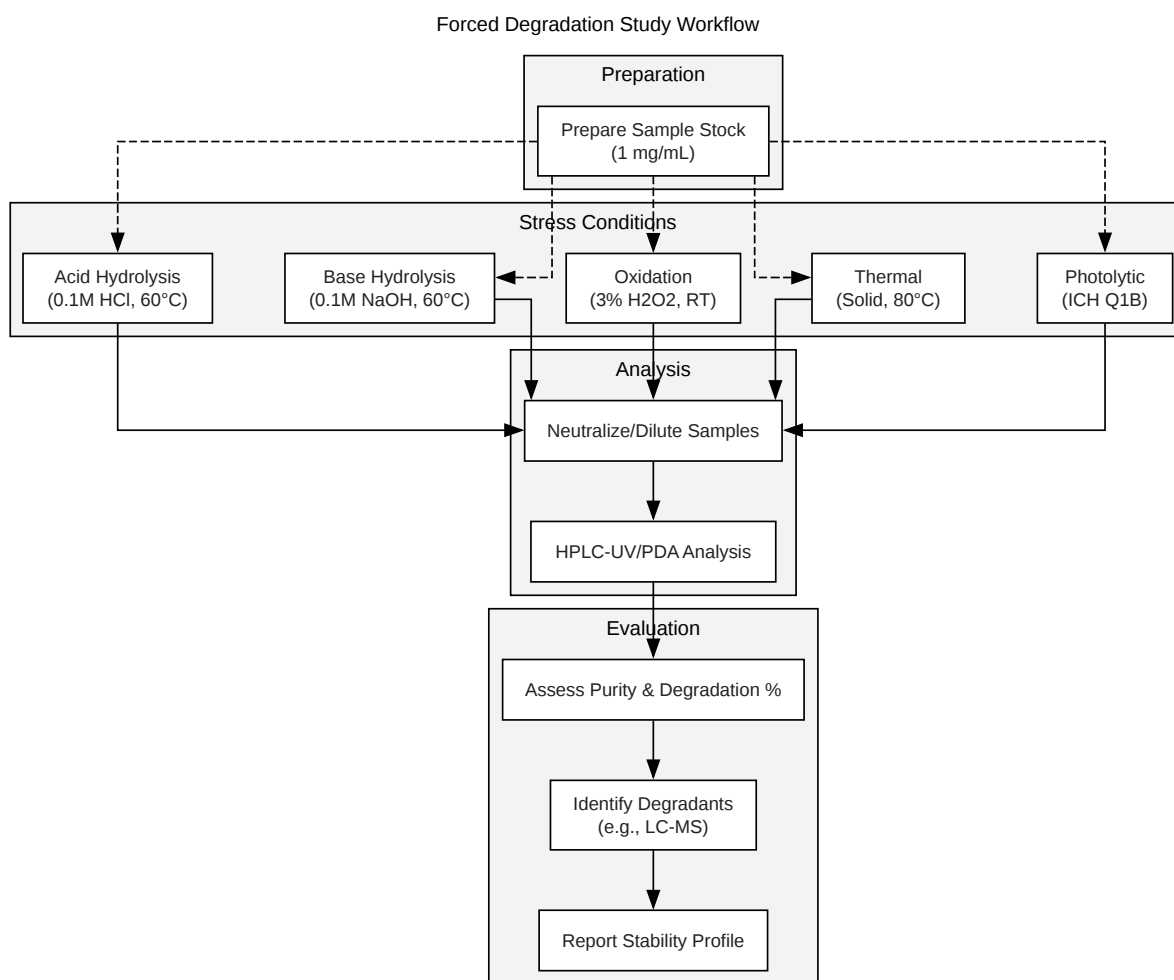 Forced Degradation Study Workflow
Preparation
Prepare Sample Stock
(1 mg/mL)
Stress Conditions
Acid Hydrolysis
(0.1M HCl, 60°C)
Base Hydrolysis
(0.1M NaOH, 60°C)
Oxidation
(3% H2O2, RT)
Thermal
(Solid, 80°C)
Photolytic
(ICH Q1B)
Analysis
Neutralize/Dilute Samples
HPLC-UV/PDA Analysis
Evaluation
Assess Purity & Degradation %
Identify Degradants
(e.g., LC-MS)
Report Stability Profile